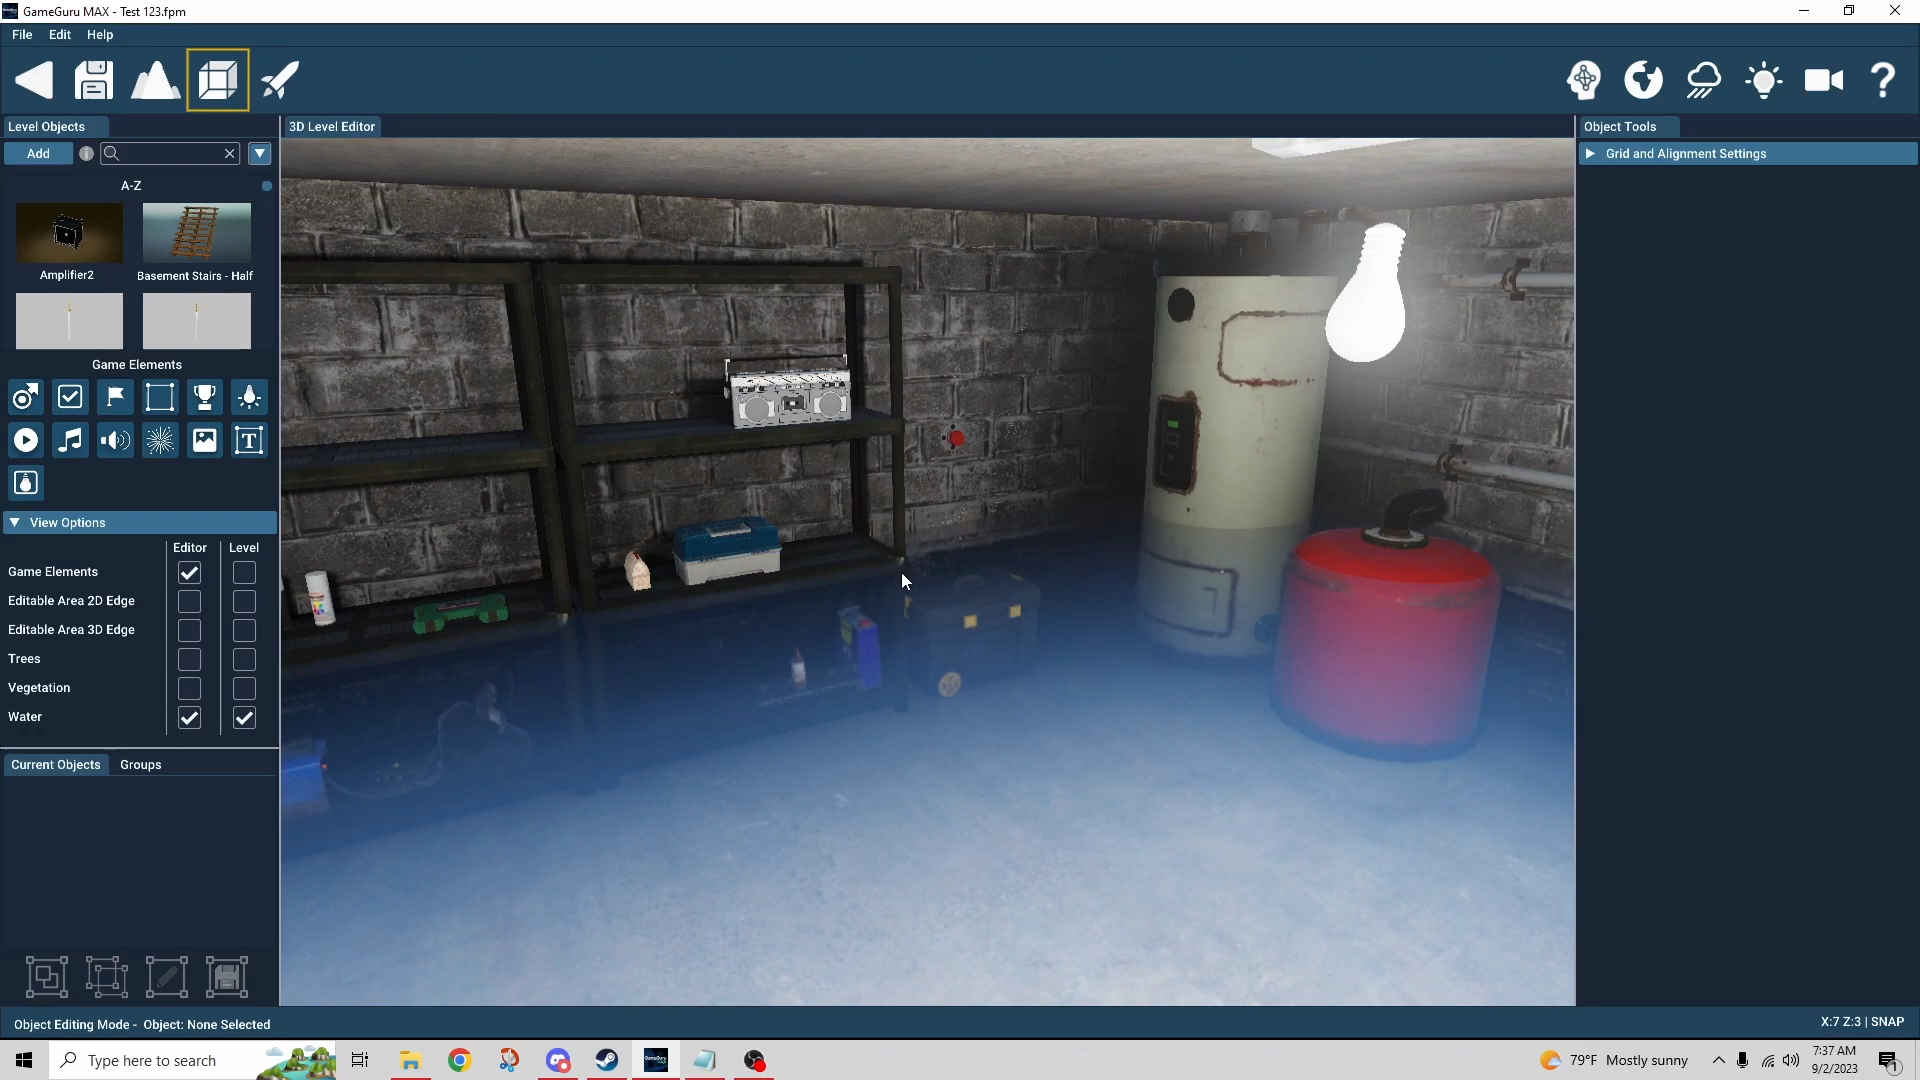 GameGuru MAX - Test 123.fpm
File Edit Help
Level Objects
Add
A-Z
Amplifier2
Basement Stairs - Half
Game Elements
View Options
Editor Level
Game Elements
Editable Area 2D Edge
Editable Area 3D Edge
Trees
Vegetation
Water
Current Objects Groups
3D Level Editor
Object Tools
Grid and Alignment Settings
Object Editing Mode - Object: None Selected
X:7 Z:3 | SNAP
Type here to search
79°F Mostly sunny
7:37 AM
9/2/2023